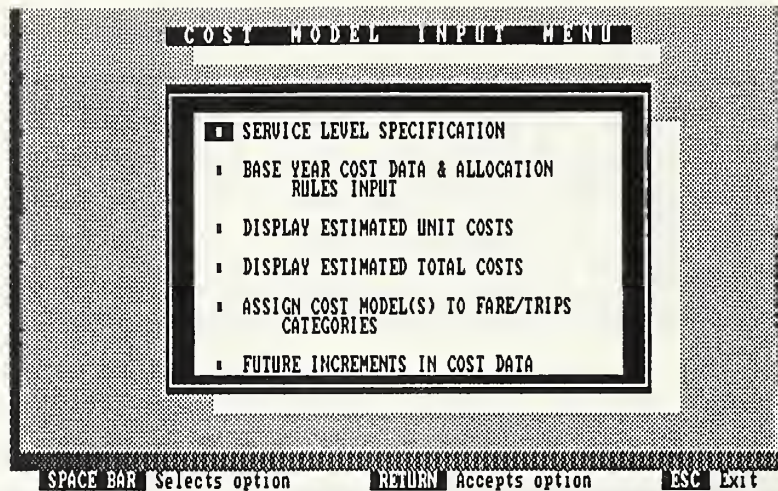 COST MODEL INPUT MENU
SERVICE LEVEL SPECIFICATION
BASE YEAR COST DATA & ALLOCATION
RULES INPUT
DISPLAY ESTIMATED UNIT COSTS
DISPLAY ESTIMATED TOTAL COSTS
ASSIGN COST MODEL(S) TO FARE/TRIPS
CATEGORIES
FUTURE INCREMENTS IN COST DATA
SPACE BAR Selects option RETURN Accepts option ESC Exit